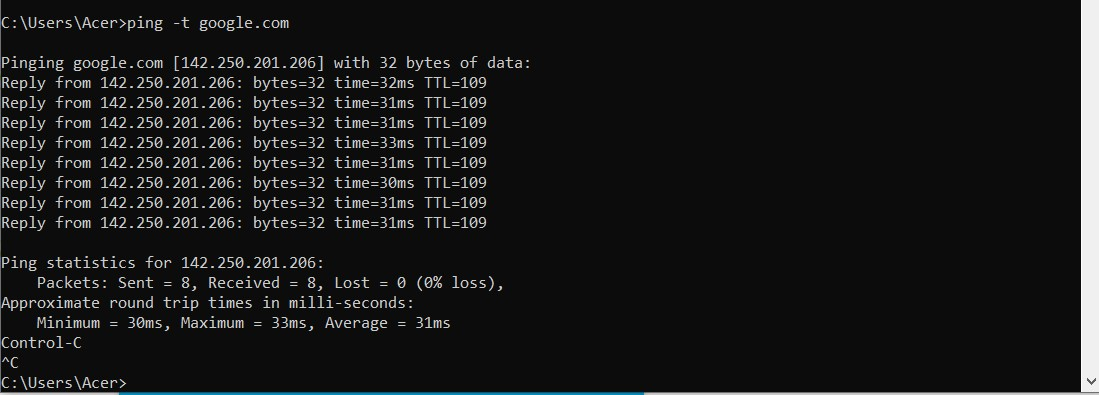 C:\Users\Acer>ping -t google.com
Pinging google.com [142.250.201.206] with 32 bytes of data:
Reply from 142.250.201.206: bytes=32 time=32ms TTL=109
Reply from 142.250.201.206: bytes=32 time=31ms TTL=109
Reply from 142.250.201.206: bytes=32 time=31ms TTL=109
Reply from 142.250.201.206: bytes=32 time=33ms TTL=109
Reply from 142.250.201.206: bytes=32 time=31ms TTL=109
Reply from 142.250.201.206: bytes=32 time=30ms TTL=109
Reply from 142.250.201.206: bytes=32 time=31ms TTL=109
Reply from 142.250.201.206: bytes=32 time=31ms TTL=109
Ping statistics for 142.250.201.206:
    Packets: Sent = 8, Received = 8, Lost = 0 (0% loss),
Approximate round trip times in milli-seconds:
    Minimum = 30ms, Maximum = 33ms, Average = 31ms
Control-C
^C
C:\Users\Acer>